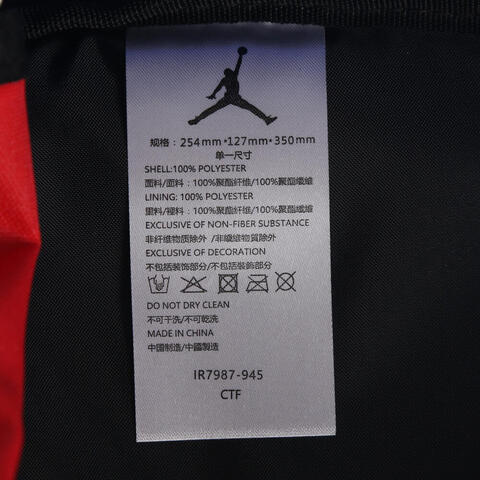 规格：254mm*127mm*350mm
单一尺寸
SHELL:100% POLYESTER
面料/面料：100%聚酯纤维/100%聚酯纖維
LINING: 100% POLYESTER
里料/裡料：100%聚酯纤维/100%聚酯纖維
EXCLUSIVE OF NON-FIBER SUBSTANCE
非纤维物质除外 /非纖維物質除外
EXCLUSIVE OF DECORATION
不包括装饰部分/不包括裝飾部分
DO NOT DRY CLEAN
不可干洗/不可乾洗
MADE IN CHINA
中國制造/中國製造
IR7987-945
CTF